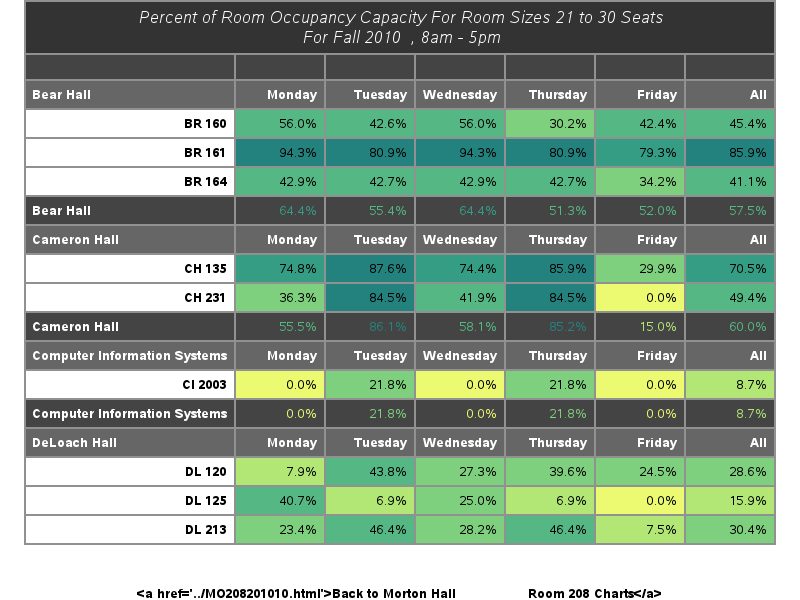 Percent of Room Occupancy Capacity For Room Sizes 21 to 30 Seats
For Fall 2010 , 8am - 5pm
Bear Hall Monday Tuesday Wednesday Thursday Friday All
BR 160 56.0% 42.6% 56.0% 30.2% 42.4% 45.4%
BR 161 94.3% 80.9% 94.3% 80.9% 79.3% 85.9%
BR 164 42.9% 42.7% 42.9% 42.7% 34.2% 41.1%
Bear Hall 64.4% 55.4% 64.4% 51.3% 52.0% 57.5%
Cameron Hall Monday Tuesday Wednesday Thursday Friday All
CH 135 74.8% 87.6% 74.4% 85.9% 29.9% 70.5%
CH 231 36.3% 84.5% 41.9% 84.5% 0.0% 49.4%
Cameron Hall 55.5% 86.1% 58.1% 85.2% 15.0% 60.0%
Computer Information Systems Monday Tuesday Wednesday Thursday Friday All
CI 2003 0.0% 21.8% 0.0% 21.8% 0.0% 8.7%
Computer Information Systems 0.0% 21.8% 0.0% 21.8% 0.0% 8.7%
DeLoach Hall Monday Tuesday Wednesday Thursday Friday All
DL 120 7.9% 43.8% 27.3% 39.6% 24.5% 28.6%
DL 125 40.7% 6.9% 25.0% 6.9% 0.0% 15.9%
DL 213 23.4% 46.4% 28.2% 46.4% 7.5% 30.4%
<a href='../MO208201010.html'>Back to Morton Hall Room 208 Charts</a>